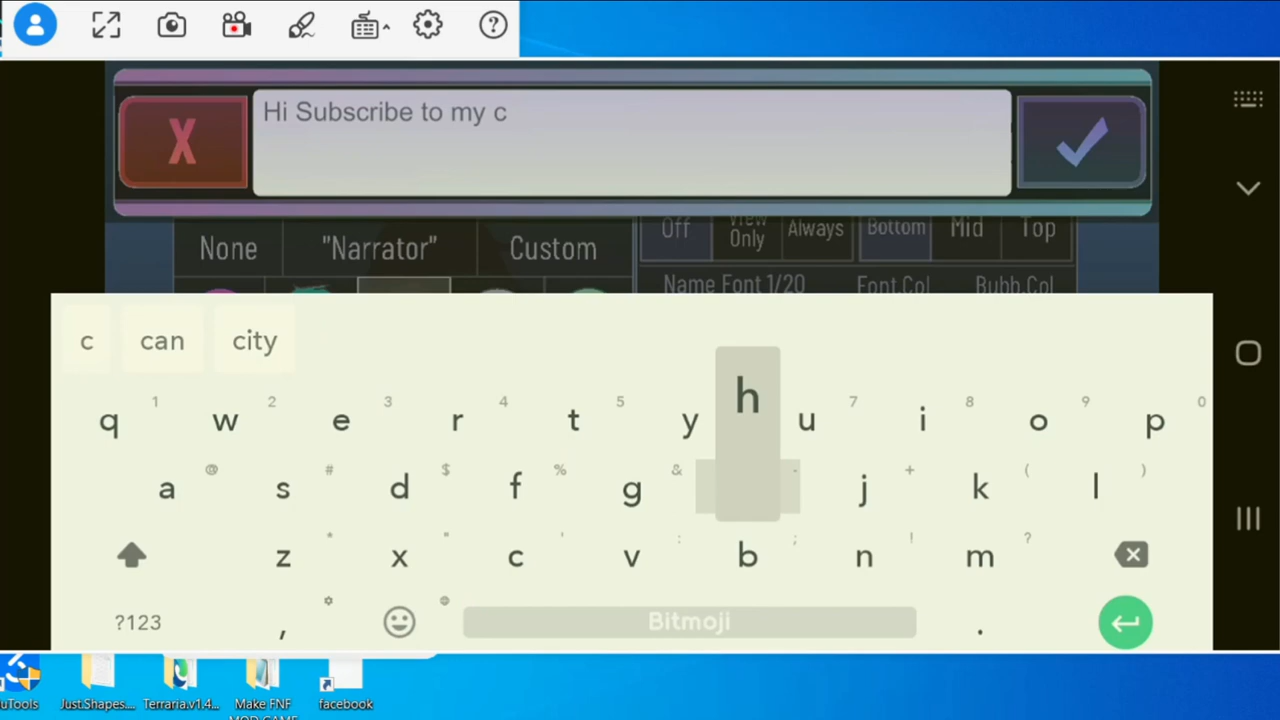 Hi Subscribe to my c
X
Off
View Only
Always
Bottom
Mid
Top
None
"Narrator"
Custom
Name Font 1/20
Font.Col
Bubb.Col
c can city
1 2 3 4 5 7 8 9 0
q w e r t y h u i o p
@ # $ % & - + ( )
a s d f g j k l
* " ' : ; ! ?
z x c v b n m
?123 , Bitmoji .
uTools
Just.Shapes....
Terraria.v1.4...
Make FNF
MOD GAME
facebook